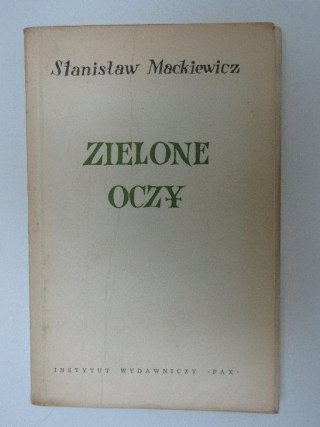 Stanisław Mackiewicz
ZIELONE
OCZY
INSTYTUT WYDAWNICZY •PAX•